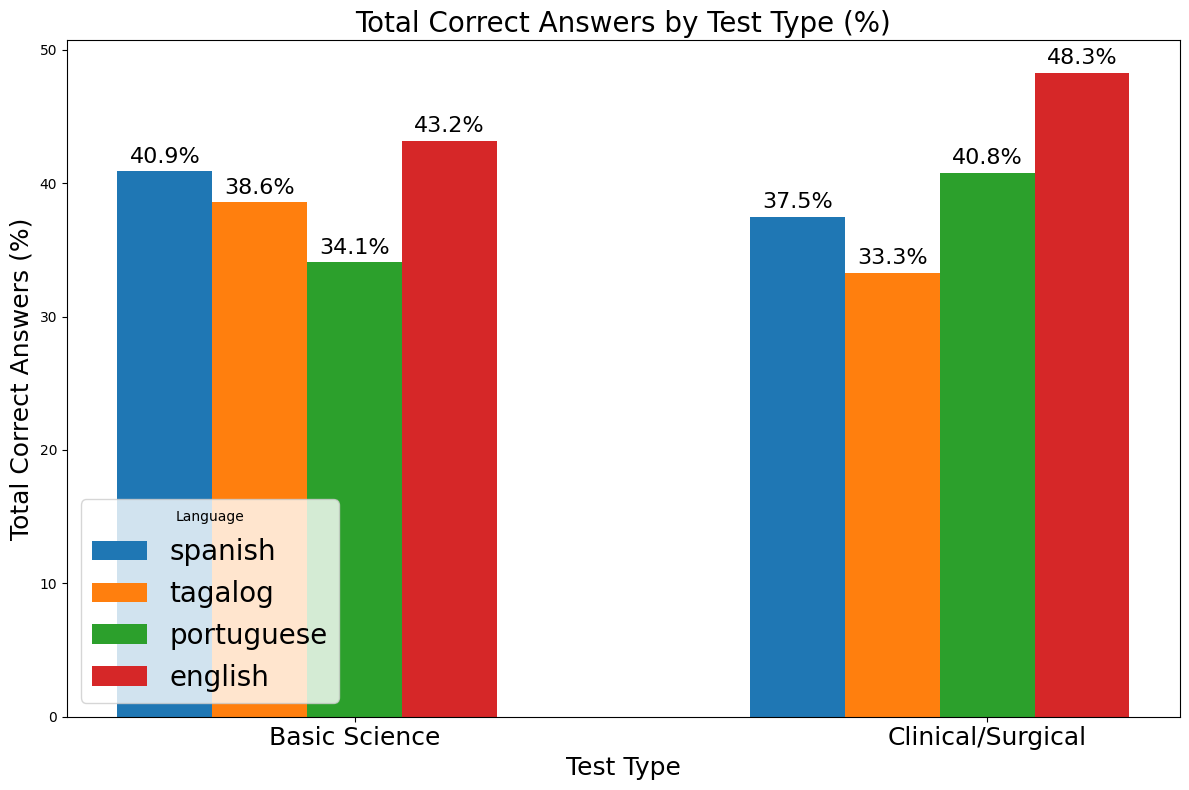 Total Correct Answers by Test Type (%)
Total Correct Answers (%)
50
40
30
20
10
0
40.9%
38.6%
34.1%
43.2%
37.5%
33.3%
40.8%
48.3%
Language
spanish
tagalog
portuguese
english
Basic Science
Clinical/Surgical
Test Type